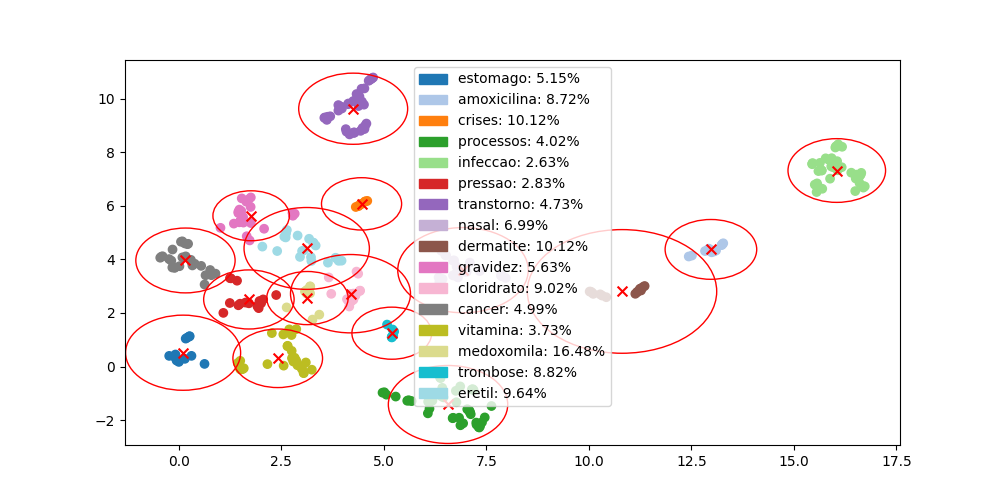 estomago: 5.15%
amoxicilina: 8.72%
crises: 10.12%
processos: 4.02%
infeccao: 2.63%
pressao: 2.83%
transtorno: 4.73%
nasal: 6.99%
dermatite: 10.12%
gravidez: 5.63%
cloridrato: 9.02%
cancer: 4.99%
vitamina: 3.73%
medoxomila: 16.48%
trombose: 8.82%
eretil: 9.64%
10
8
6
4
2
0
−2
0.0 2.5 5.0 7.5 10.0 12.5 15.0 17.5